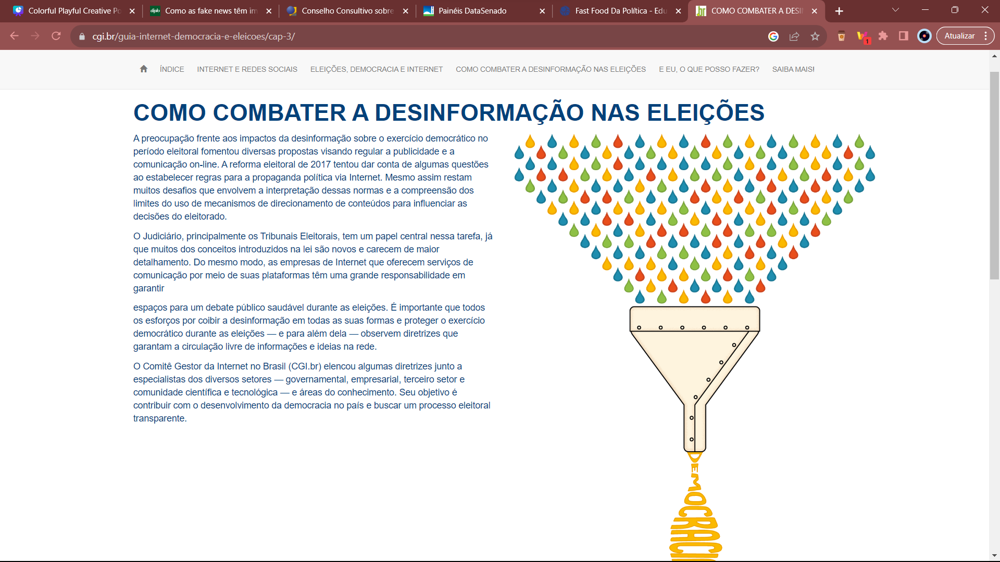 Colorful Playful Creative Po
Como as fake news têm im
Conselho Consultivo sobre
Painéis DataSenado
Fast Food Da Política - Edu
COMO COMBATER A DESI
cgi.br/guia-internet-democracia-e-eleicoes/cap-3/
1
Atualizar
ÍNDICE
INTERNET E REDES SOCIAIS
ELEIÇÕES, DEMOCRACIA E INTERNET
COMO COMBATER A DESINFORMAÇÃO NAS ELEIÇÕES
E EU, O QUE POSSO FAZER?
SAIBA MAIS!
COMO COMBATER A DESINFORMAÇÃO NAS ELEIÇÕES
A preocupação frente aos impactos da desinformação sobre o exercício democrático no
período eleitoral fomentou diversas propostas visando regular a publicidade e a
comunicação on-line. A reforma eleitoral de 2017 tentou dar conta de algumas questões
ao estabelecer regras para a propaganda política via Internet. Mesmo assim restam
muitos desafios que envolvem a interpretação dessas normas e a compreensão dos
limites do uso de mecanismos de direcionamento de conteúdos para influenciar as
decisões do eleitorado.
O Judiciário, principalmente os Tribunais Eleitorais, tem um papel central nessa tarefa, já
que muitos dos conceitos introduzidos na lei são novos e carecem de maior
detalhamento. Do mesmo modo, as empresas de Internet que oferecem serviços de
comunicação por meio de suas plataformas têm uma grande responsabilidade em
garantir
espaços para um debate público saudável durante as eleições. É importante que todos
os esforços por coibir a desinformação em todas as suas formas e proteger o exercício
democrático durante as eleições — e para além dela — observem diretrizes que
garantam a circulação livre de informações e ideias na rede.
O Comitê Gestor da Internet no Brasil (CGI.br) elencou algumas diretrizes junto a
especialistas dos diversos setores — governamental, empresarial, terceiro setor e
comunidade científica e tecnológica — e áreas do conhecimento. Seu objetivo é
contribuir com o desenvolvimento da democracia no país e buscar um processo eleitoral
transparente.
DEMOCRACI